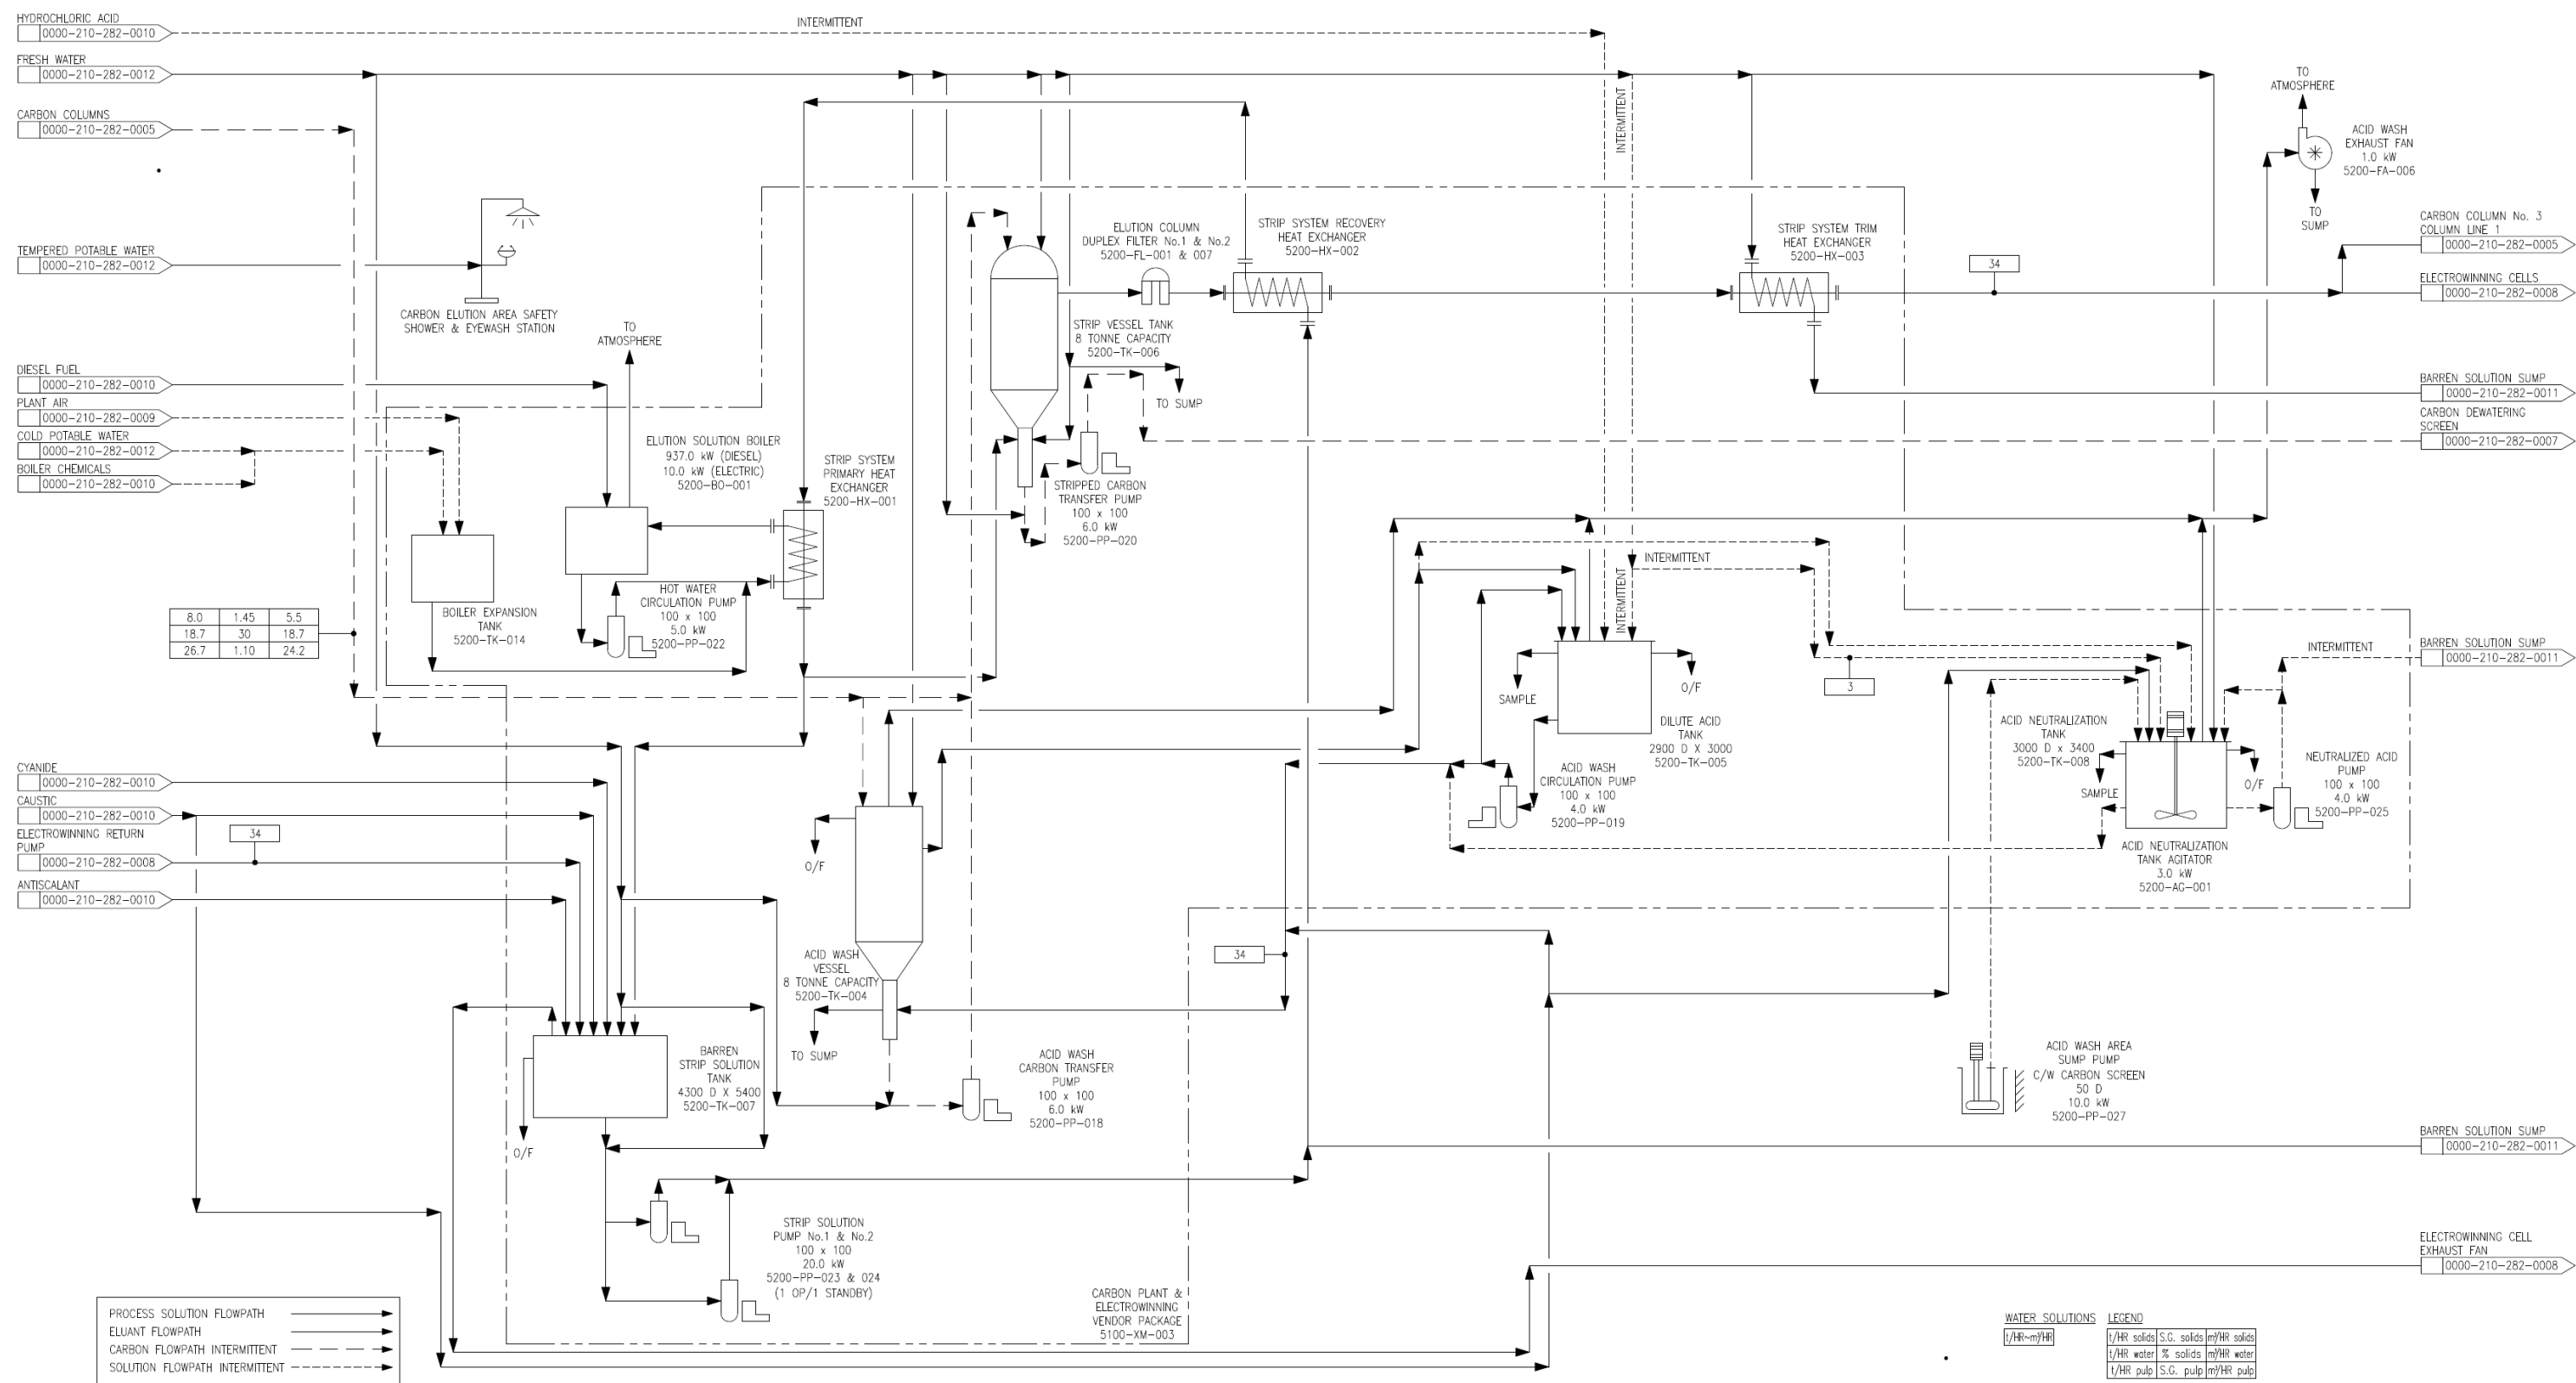 HYDROCHLORIC ACID
0000-210-282-0010
INTERMITTENT
FRESH WATER
0000-210-282-0012
CARBON COLUMNS
0000-210-282-0005
TEMPERED POTABLE WATER
0000-210-282-0012
CARBON ELUTION AREA SAFETY
SHOWER & EYEWASH STATION
DIESEL FUEL
0000-210-282-0010
PLANT AIR
0000-210-282-0009
COLD POTABLE WATER
0000-210-282-0012
BOILER CHEMICALS
0000-210-282-0010
TO
ATMOSPHERE
ELUTION SOLUTION BOILER
937.0 kW (DIESEL)
10.0 kW (ELECTRIC)
5200-BO-001
STRIP SYSTEM
PRIMARY HEAT
EXCHANGER
5200-HX-001
BOILER EXPANSION
TANK
5200-TK-014
HOT WATER
CIRCULATION PUMP
100 x 100
5.0 kW
5200-PP-022
8.0 1.45 5.5
18.7 30 18.7
26.7 1.10 24.2
ELUTION COLUMN
DUPLEX FILTER No.1 & No.2
5200-FL-001 & 007
STRIP SYSTEM RECOVERY
HEAT EXCHANGER
5200-HX-002
STRIP VESSEL TANK
8 TONNE CAPACITY
5200-TK-006
TO SUMP
STRIPPED CARBON
TRANSFER PUMP
100 x 100
6.0 kW
5200-PP-020
INTERMITTENT
STRIP SYSTEM TRIM
HEAT EXCHANGER
5200-HX-003
34
TO
ATMOSPHERE
ACID WASH
EXHAUST FAN
1.0 kW
5200-FA-006
TO
SUMP
CARBON COLUMN No. 3
COLUMN LINE 1
0000-210-282-0005
ELECTROWINNING CELLS
0000-210-282-0008
BARREN SOLUTION SUMP
0000-210-282-0011
CARBON DEWATERING
SCREEN
0000-210-282-0007
INTERMITTENT
INTERMITTENT
SAMPLE
O/F
DILUTE ACID
TANK
2900 D X 3000
5200-TK-005
ACID WASH
CIRCULATION PUMP
100 x 100
4.0 kW
5200-PP-019
3
ACID NEUTRALIZATION
TANK
3000 D x 3400
5200-TK-008
SAMPLE
O/F
INTERMITTENT
BARREN SOLUTION SUMP
0000-210-282-0011
NEUTRALIZED ACID
PUMP
100 x 100
4.0 kW
5200-PP-025
ACID NEUTRALIZATION
TANK AGITATOR
3.0 kW
5200-AG-001
CYANIDE
0000-210-282-0010
CAUSTIC
0000-210-282-0010
ELECTROWINNING RETURN
PUMP
0000-210-282-0008
34
ANTISCALANT
0000-210-282-0010
O/F
ACID WASH
VESSEL
8 TONNE CAPACITY
5200-TK-004
TO SUMP
34
BARREN
STRIP SOLUTION
TANK
4300 D X 5400
5200-TK-007
O/F
ACID WASH
CARBON TRANSFER
PUMP
100 x 100
6.0 kW
5200-PP-018
ACID WASH AREA
SUMP PUMP
C/W CARBON SCREEN
50 D
10.0 kW
5200-PP-027
BARREN SOLUTION SUMP
0000-210-282-0011
STRIP SOLUTION
PUMP No.1 & No.2
100 x 100
20.0 kW
5200-PP-023 & 024
(1 OP/1 STANDBY)
CARBON PLANT &
ELECTROWINNING
VENDOR PACKAGE
5100-XM-003
ELECTROWINNING CELL
EXHAUST FAN
0000-210-282-0008
PROCESS SOLUTION FLOWPATH
ELUANT FLOWPATH
CARBON FLOWPATH INTERMITTENT
SOLUTION FLOWPATH INTERMITTENT
WATER SOLUTIONS
t/HR~m³/HR
LEGEND
t/HR solids S.G. solids m³/HR solids
t/HR water % solids m³/HR water
t/HR pulp S.G. pulp m³/HR pulp